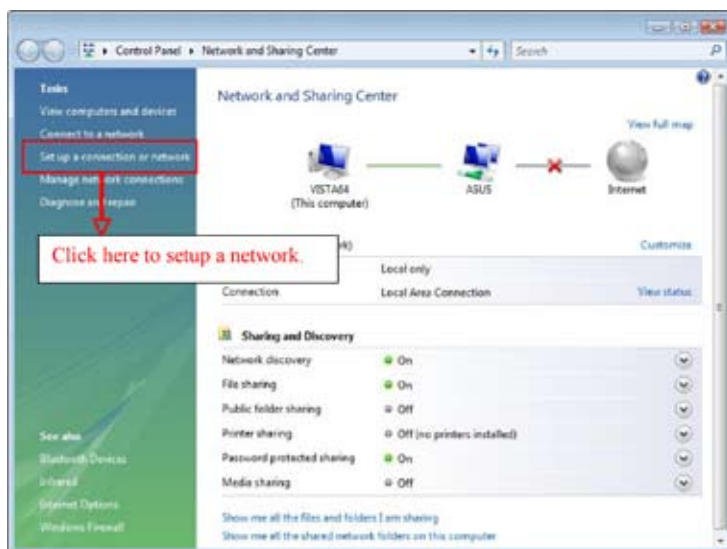 Control Panel ▸ Network and Sharing Center
Search
Tasks
View computers and devices
Connect to a network
Set up a connection or network
Manage network connections
Diagnose and repair
Click here to setup a network.
See also
Bluetooth Devices
Infrared
Internet Options
Windows Firewall
Network and Sharing Center
View full map
VISTA64
(This computer)
ASUS
Internet
Customize
Local only
Connection
Local Area Connection
View status
Sharing and Discovery
Network discovery
On
File sharing
On
Public folder sharing
Off
Printer sharing
Off (no printers installed)
Password protected sharing
On
Media sharing
Off
Show me all the files and folders I am sharing
Show me all the shared network folders on this computer